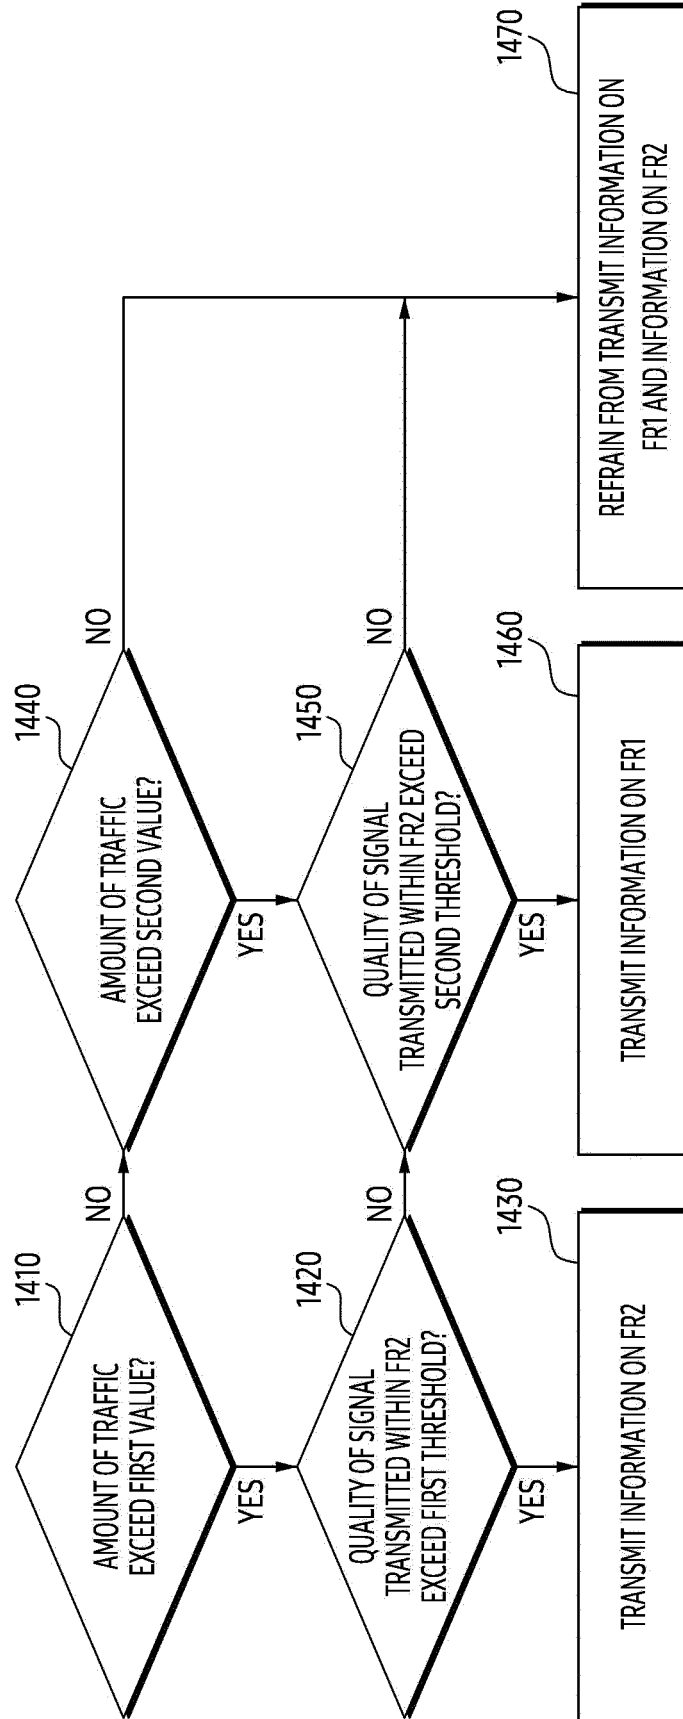 1410
AMOUNT OF TRAFFIC
EXCEED FIRST VALUE?
NO
YES
1440
AMOUNT OF TRAFFIC
EXCEED SECOND VALUE?
NO
YES
1420
QUALITY OF SIGNAL
TRANSMITTED WITHIN FR2
EXCEED FIRST THRESHOLD?
NO
YES
1450
QUALITY OF SIGNAL
TRANSMITTED WITHIN FR2 EXCEED
SECOND THRESHOLD?
NO
YES
1430
TRANSMIT INFORMATION ON FR2
1460
TRANSMIT INFORMATION ON FR1
1470
REFRAIN FROM TRANSMIT INFORMATION ON
FR1 AND INFORMATION ON FR2